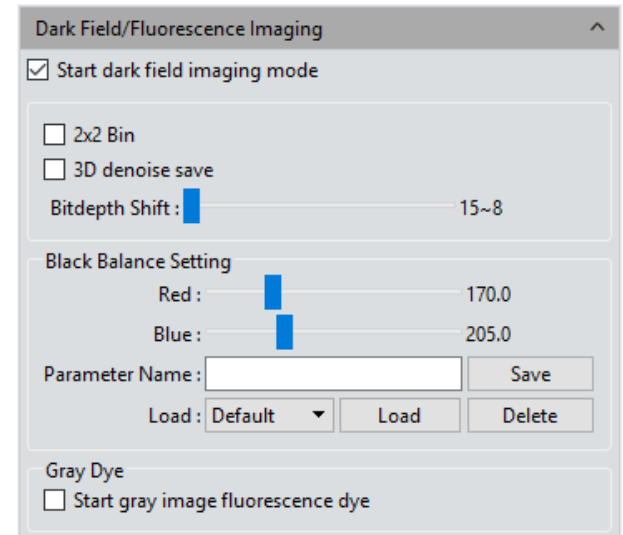 Dark Field/Fluorescence Imaging
Start dark field imaging mode
2x2 Bin
3D denoise save
Bitdepth Shift : 15~8
Black Balance Setting
Red : 170.0
Blue : 205.0
Parameter Name : Save
Load : Default Load Delete
Gray Dye
Start gray image fluorescence dye